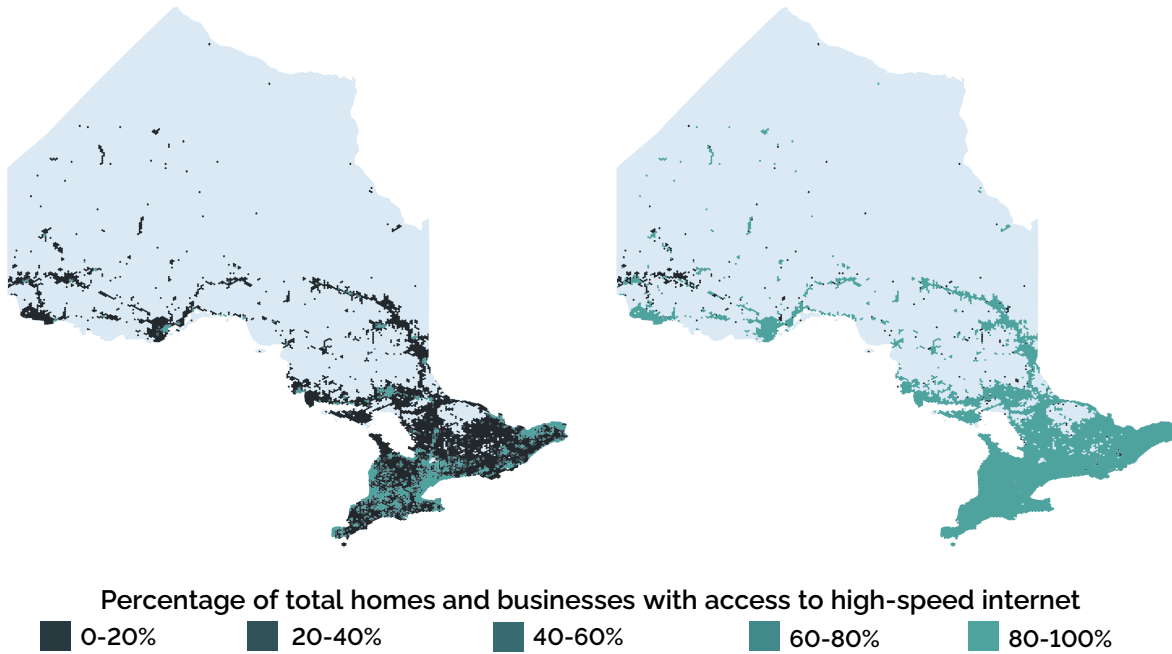 Percentage of total homes and businesses with access to high-speed internet
0-20% 20-40% 40-60% 60-80% 80-100%